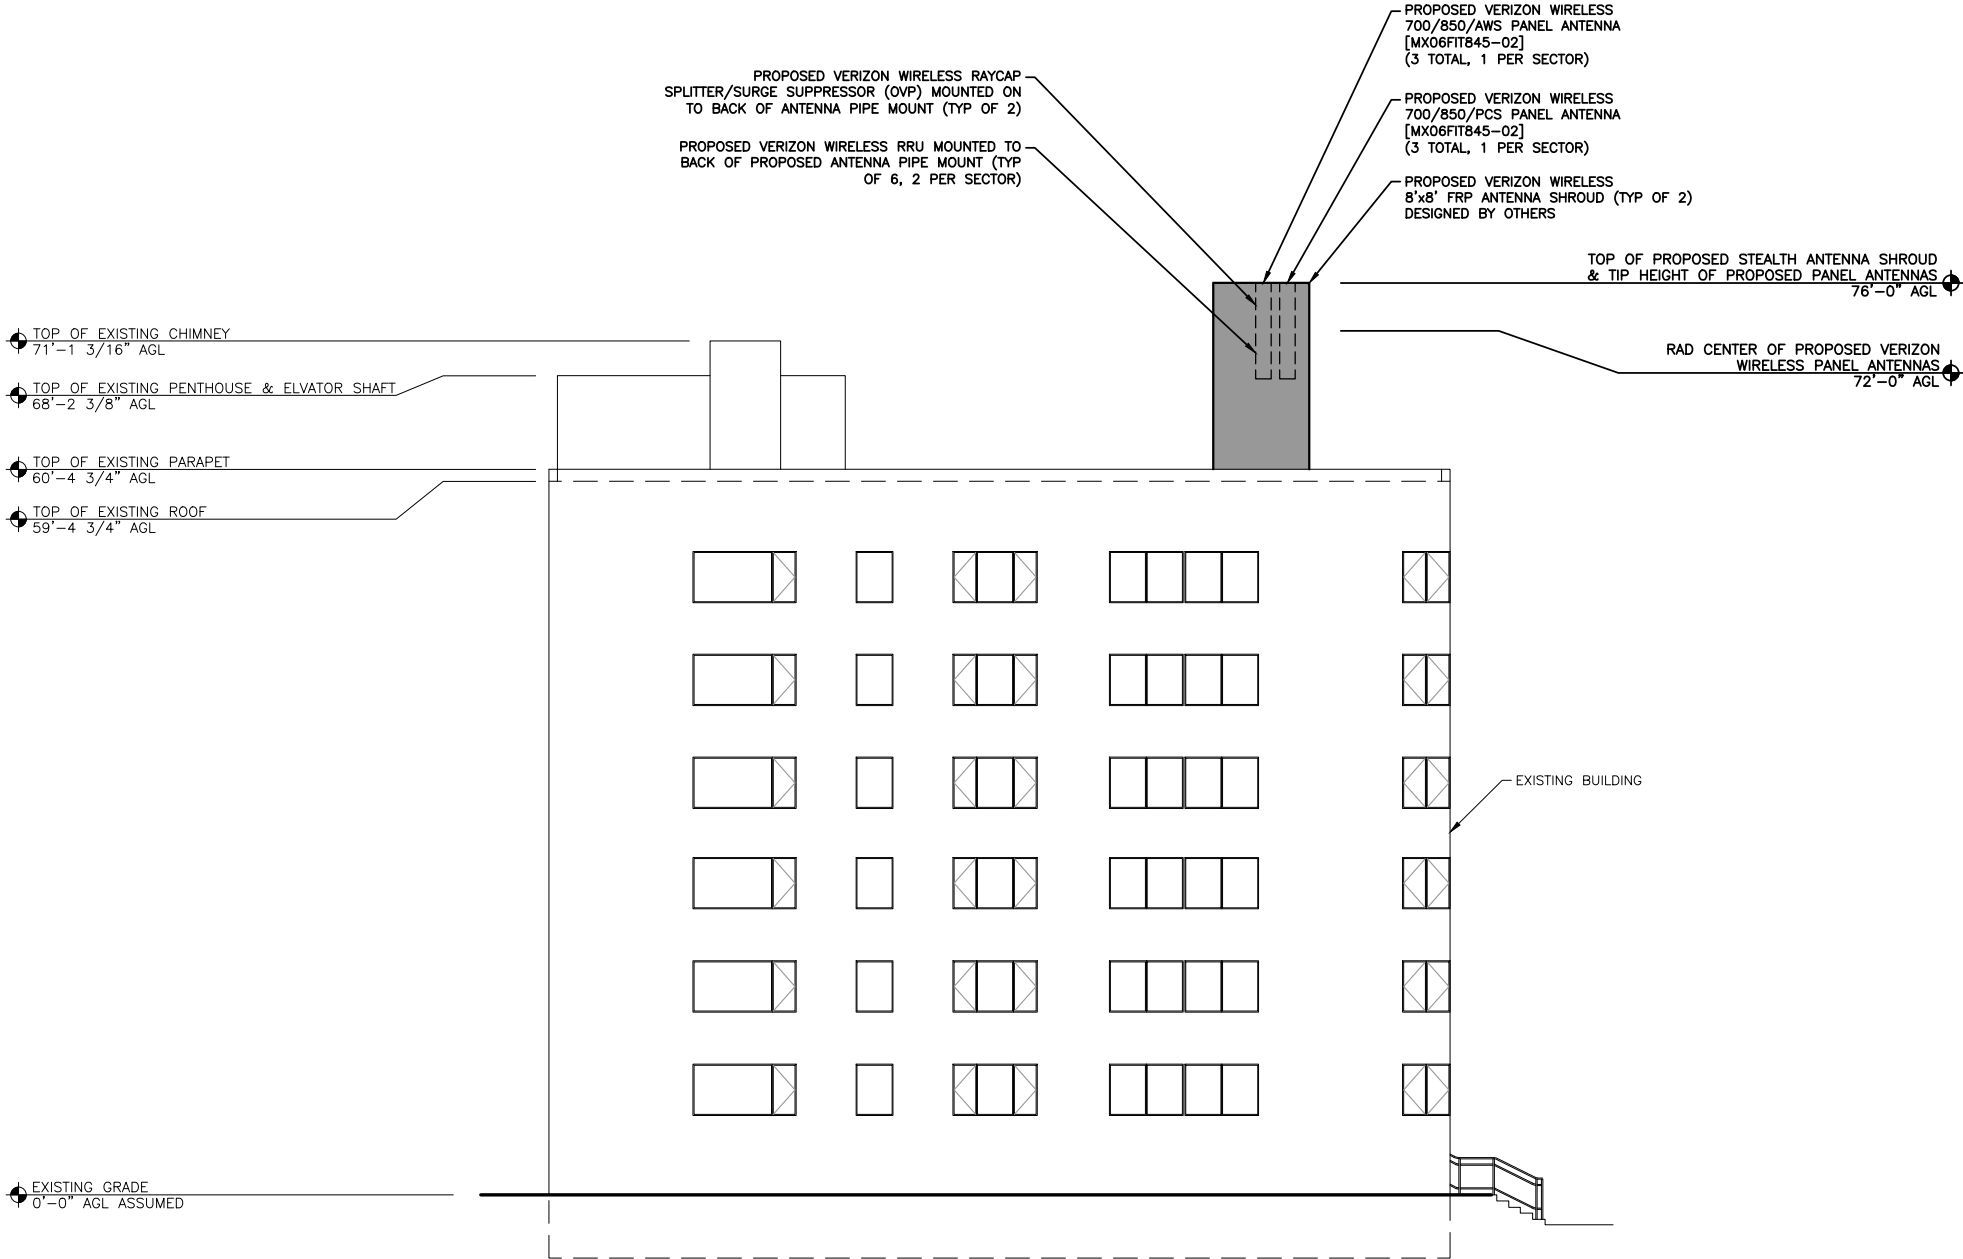 PROPOSED VERIZON WIRELESS
700/850/AWS PANEL ANTENNA
[MX06FIT845-02]
(3 TOTAL, 1 PER SECTOR)
PROPOSED VERIZON WIRELESS RAYCAP
SPLITTER/SURGE SUPPRESSOR (OVP) MOUNTED ON
TO BACK OF ANTENNA PIPE MOUNT (TYP OF 2)
PROPOSED VERIZON WIRELESS
700/850/PCS PANEL ANTENNA
[MX06FIT845-02]
(3 TOTAL, 1 PER SECTOR)
PROPOSED VERIZON WIRELESS RRU MOUNTED TO
BACK OF PROPOSED ANTENNA PIPE MOUNT (TYP
OF 6, 2 PER SECTOR)
PROPOSED VERIZON WIRELESS
8'x8' FRP ANTENNA SHROUD (TYP OF 2)
DESIGNED BY OTHERS
TOP OF PROPOSED STEALTH ANTENNA SHROUD
& TIP HEIGHT OF PROPOSED PANEL ANTENNAS
76'-0" AGL
TOP OF EXISTING CHIMNEY
71'-1 3/16" AGL
RAD CENTER OF PROPOSED VERIZON
WIRELESS PANEL ANTENNAS
72'-0" AGL
TOP OF EXISTING PENTHOUSE & ELVATOR SHAFT
68'-2 3/8" AGL
TOP OF EXISTING PARAPET
60'-4 3/4" AGL
TOP OF EXISTING ROOF
59'-4 3/4" AGL
EXISTING BUILDING
EXISTING GRADE
0'-0" AGL ASSUMED